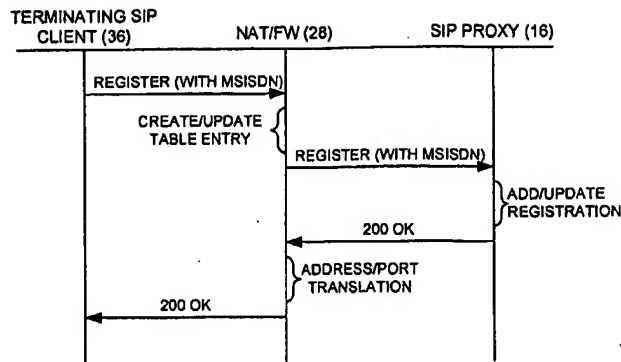 TERMINATING SIP
CLIENT (36)
NAT/FW (28)
SIP PROXY (16)
REGISTER (WITH MSISDN)
CREATE/UPDATE
TABLE ENTRY
REGISTER (WITH MSISDN)
ADD/UPDATE
REGISTRATION
200 OK
ADDRESS/PORT
TRANSLATION
200 OK